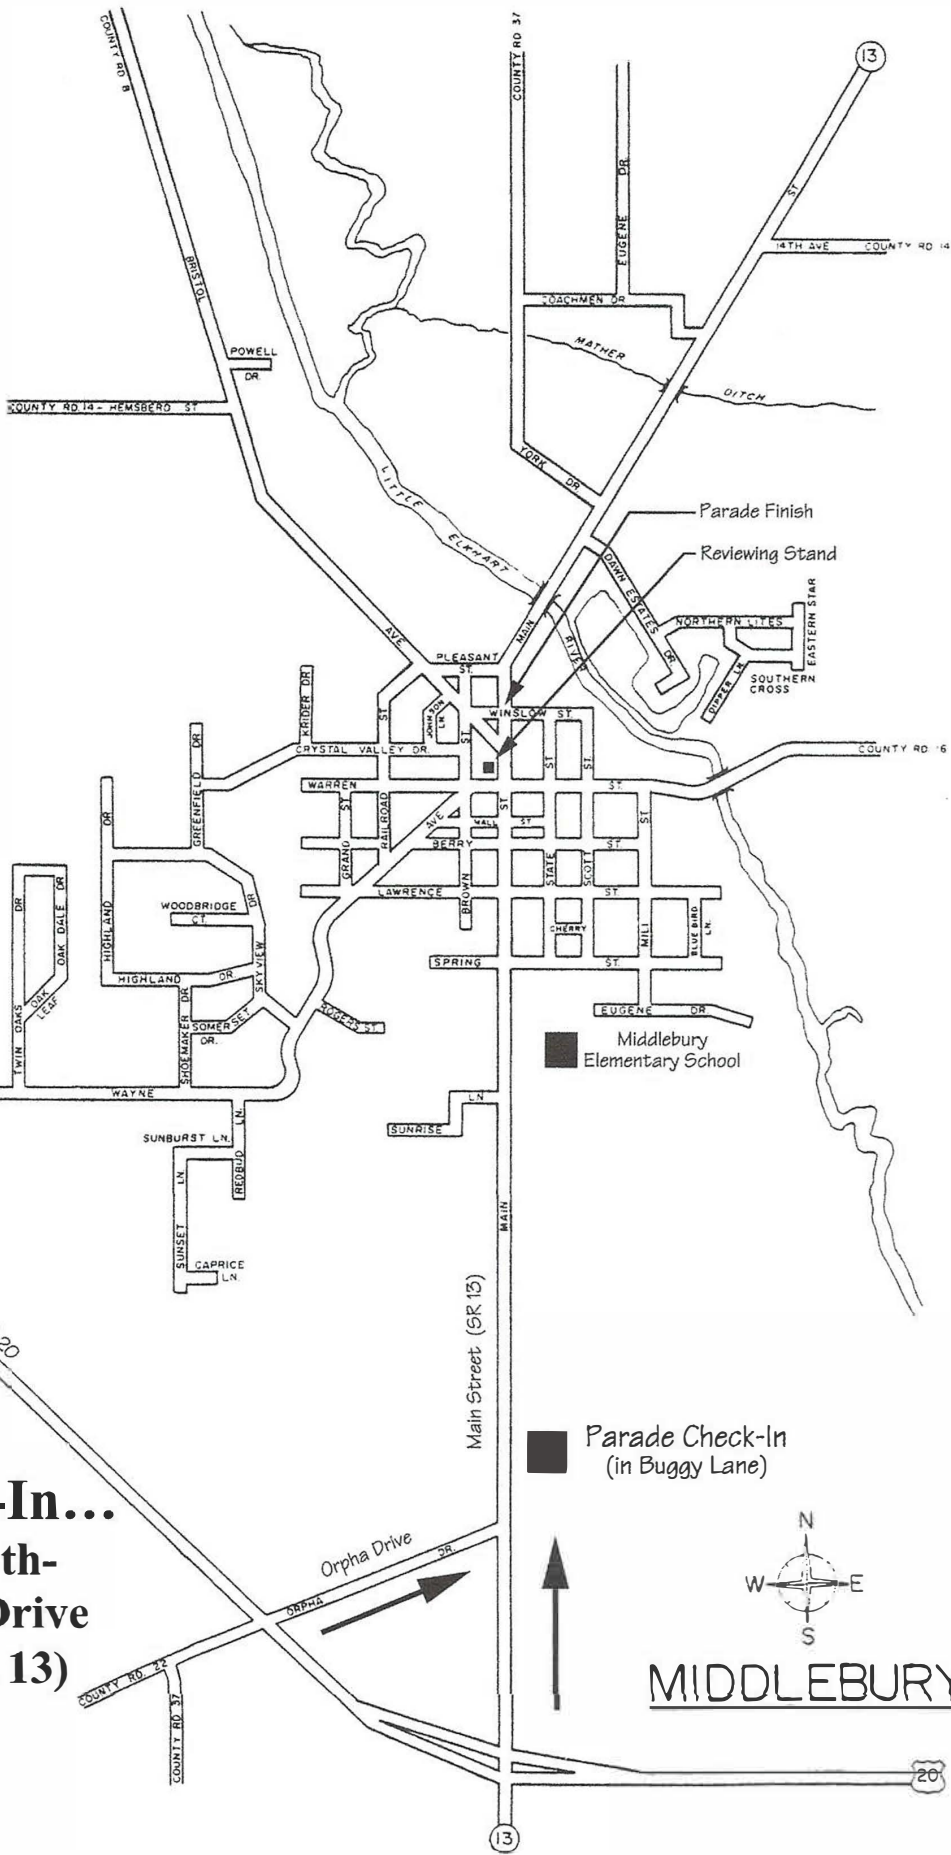 COUNTY RD 8
COUNTY RD 37
13
ST
14TH AVE
COUNTY RD 14
EUGENE DR.
COACHMEN DR
BRISTOL
MATHER
DITCH
POWELL
DR.
COUNTY RD. 14 - HEMSBERD ST
YORK DR
LITTLE
ELKHART
RIVER
Parade Finish
Reviewing Stand
DAWN ESTATES DR.
NORTHERN LITES
EASTERN STAR
SOUTHERN
CROSS
DIPPER LN
MAIN
AVE
PLEASANT
ST.
KRIDER DR
ST
JOHNSON
LN.
WINSLOW ST.
ST.
CRYSTAL VALLEY DR.
ST
ST.
COUNTY RD 16
GREENFIELD DR
WARREN
ST.
ST
RAILROAD
AVE
ST
WALL ST
ST
BERRY
ST.
GRAND
STATE
SCOTT
HIGHLAND DR
LAWRENCE
ST.
BROWN
WOODBRIDGE
CT.
DR
CHERRY
MILL
BLUE BIRD
LN.
TWIN OAKS DR
OAK DALE DR
OAK
LEAF
SPRING
ST.
HIGHLAND DR.
SKYVIEW
SHOEMAKER DR
SOMERSET
DR.
ROGERS ST.
EUGENE DR.
Middlebury
Elementary School
WAYNE
LN
SUNRISE
SUNBURST LN.
LN.
REDBUD
SUNSET LN.
CAPRICE
LN.
MAIN
Main Street (SR 13)
20
Parade Check-In
(in Buggy Lane)
-In...
th-
Drive
13)
Orpha Drive
ORPHA DR.
COUNTY RD. 22
COUNTY RD 37
N
W E
S
MIDDLEBURY
20
13